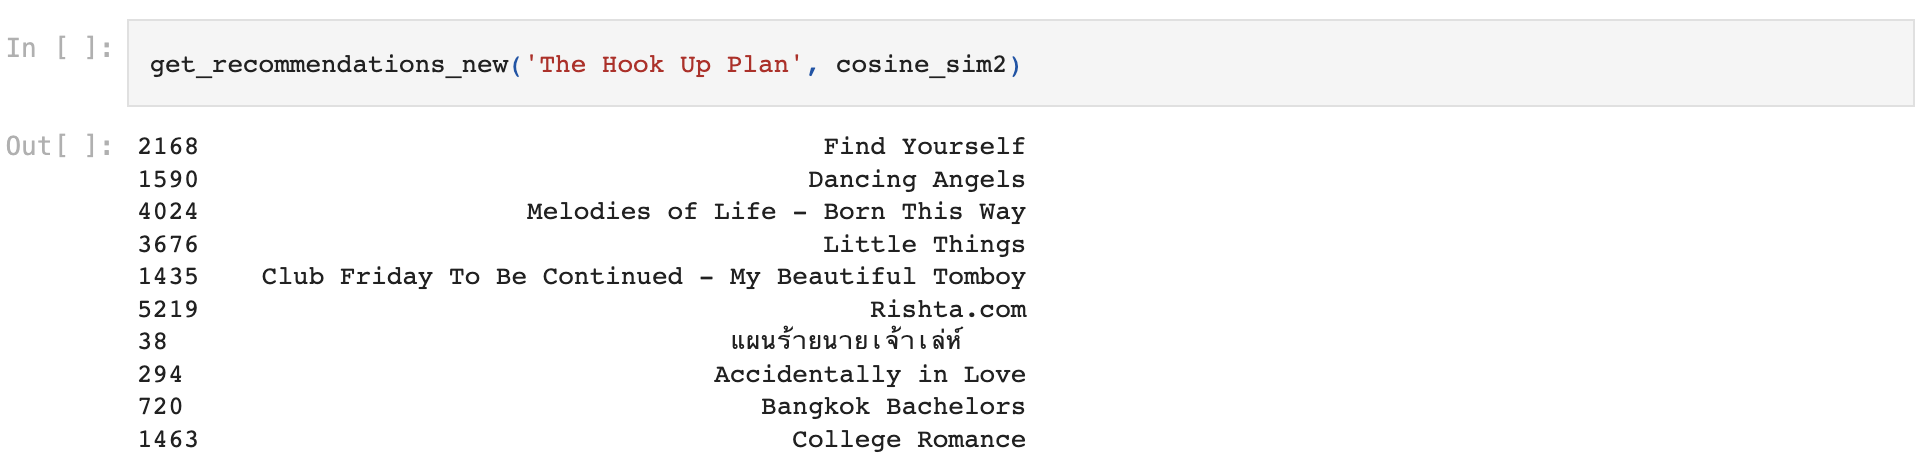 In [ ]: get_recommendations_new('The Hook Up Plan', cosine_sim2)
Out[ ]: 2168 Find Yourself
1590 Dancing Angels
4024 Melodies of Life - Born This Way
3676 Little Things
1435 Club Friday To Be Continued - My Beautiful Tomboy
5219 Rishta.com
38 แผนร้ายนายเจ้าเล่ห์
294 Accidentally in Love
720 Bangkok Bachelors
1463 College Romance